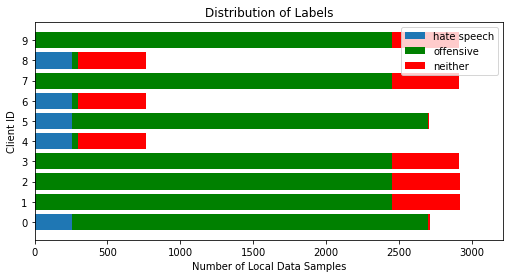 Distribution of Labels
hate speech
offensive
neither
Client ID
9
8
7
6
5
4
3
2
1
0
0
500
1000
1500
2000
2500
3000
Number of Local Data Samples